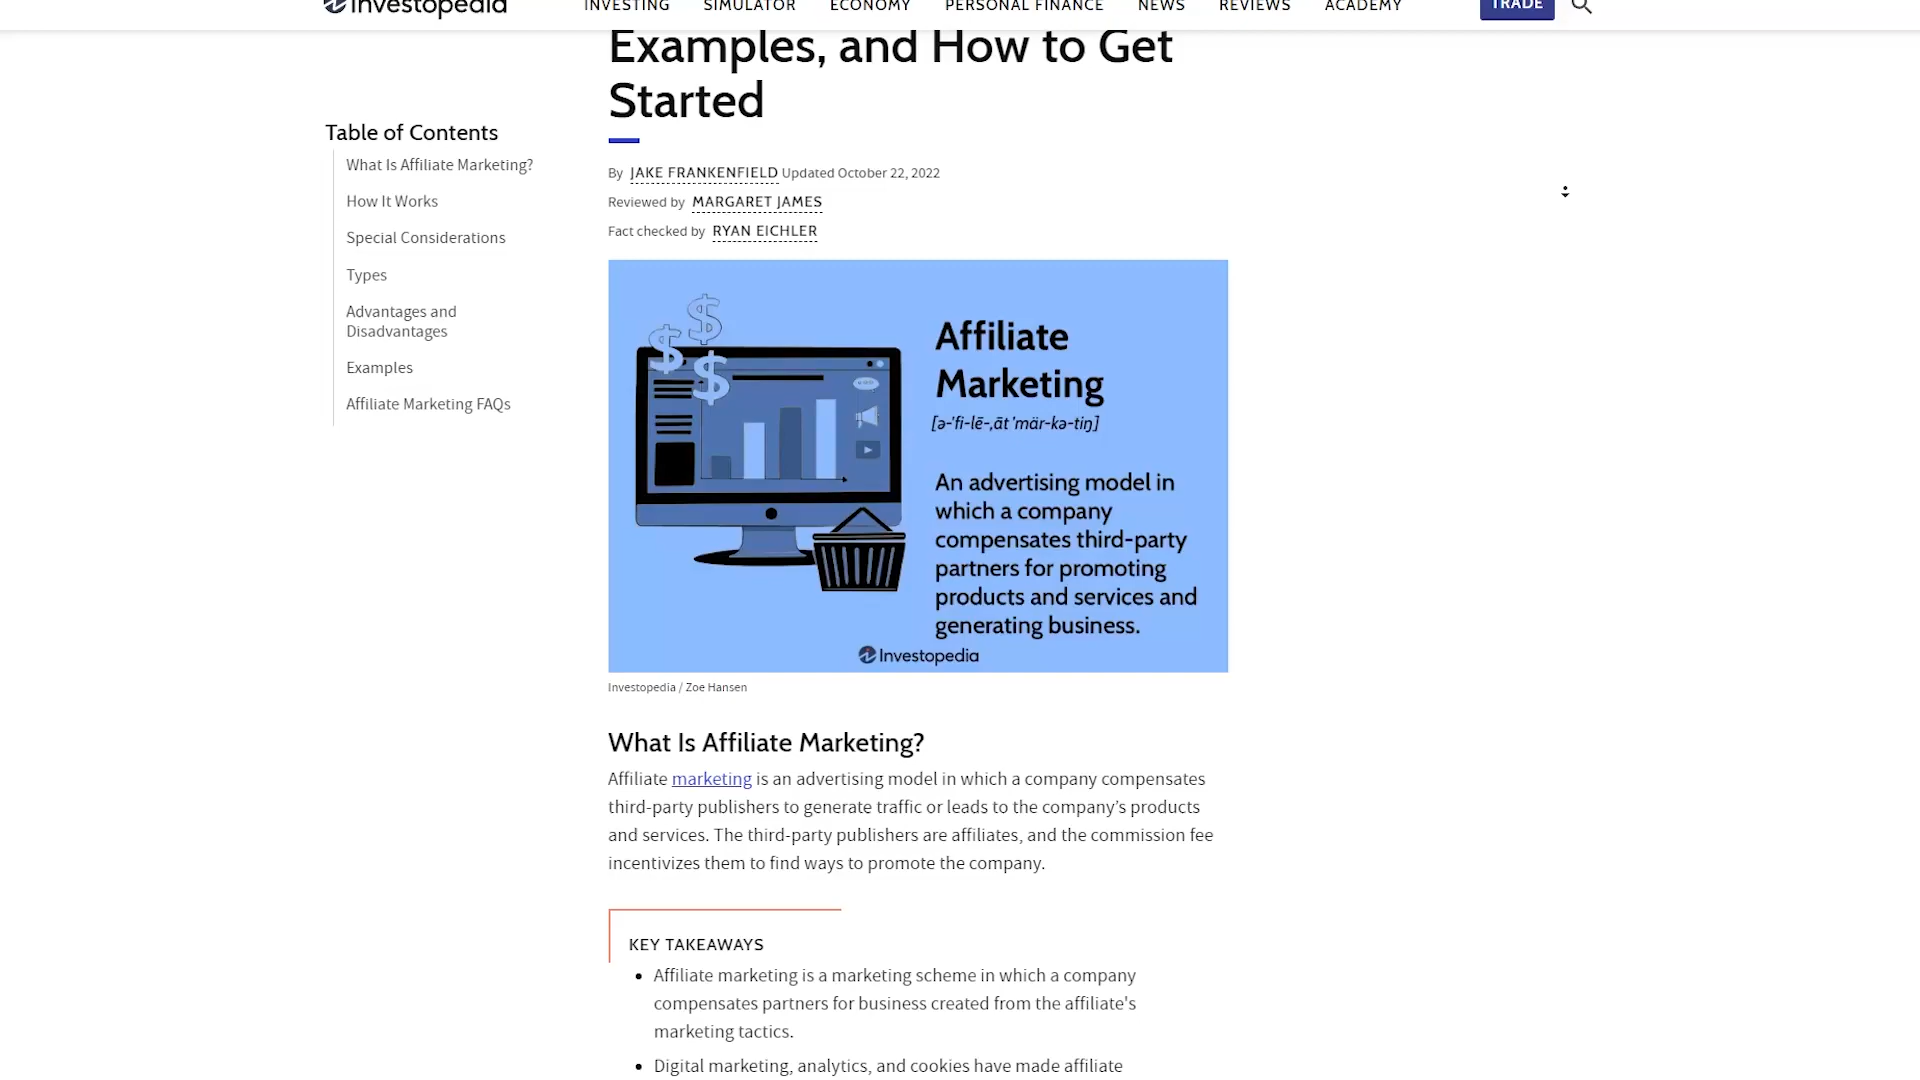 Investopedia
INVESTING
SIMULATOR
ECONOMY
PERSONAL FINANCE
NEWS
REVIEWS
ACADEMY
TRADE
Examples, and How to Get
Started
Table of Contents
What Is Affiliate Marketing?
How It Works
Special Considerations
Types
Advantages and
Disadvantages
Examples
Affiliate Marketing FAQs
By JAKE FRANKENFIELD Updated October 22, 2022
Reviewed by MARGARET JAMES
Fact checked by RYAN EICHLER
$
$
$
Affiliate
Marketing
[ə-ˈfi-lē-,āt ˈmär-kə-tiŋ]
An advertising model in
which a company
compensates third-party
partners for promoting
products and services and
generating business.
Investopedia
Investopedia / Zoe Hansen
What Is Affiliate Marketing?
Affiliate marketing is an advertising model in which a company compensates
third-party publishers to generate traffic or leads to the company’s products
and services. The third-party publishers are affiliates, and the commission fee
incentivizes them to find ways to promote the company.
KEY TAKEAWAYS
• Affiliate marketing is a marketing scheme in which a company
compensates partners for business created from the affiliate's
marketing tactics.
• Digital marketing, analytics, and cookies have made affiliate